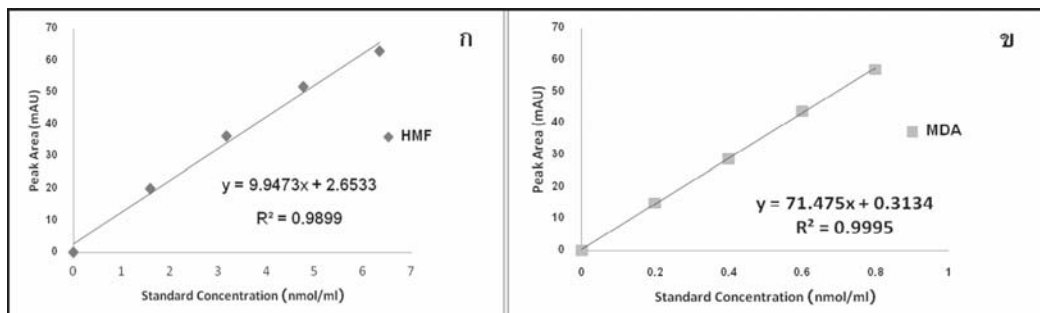 ก
70
60
50
40
30
20
10
0
Peak Area (mAU)
HMF
y = 9.9473x + 2.6533
R² = 0.9899
0 1 2 3 4 5 6 7
Standard Concentration (nmol/ml)
ข
70
60
50
40
30
20
10
0
Peak Area (mAU)
MDA
y = 71.475x + 0.3134
R² = 0.9995
0 0.2 0.4 0.6 0.8 1
Standard Concentration (nmol/ml)